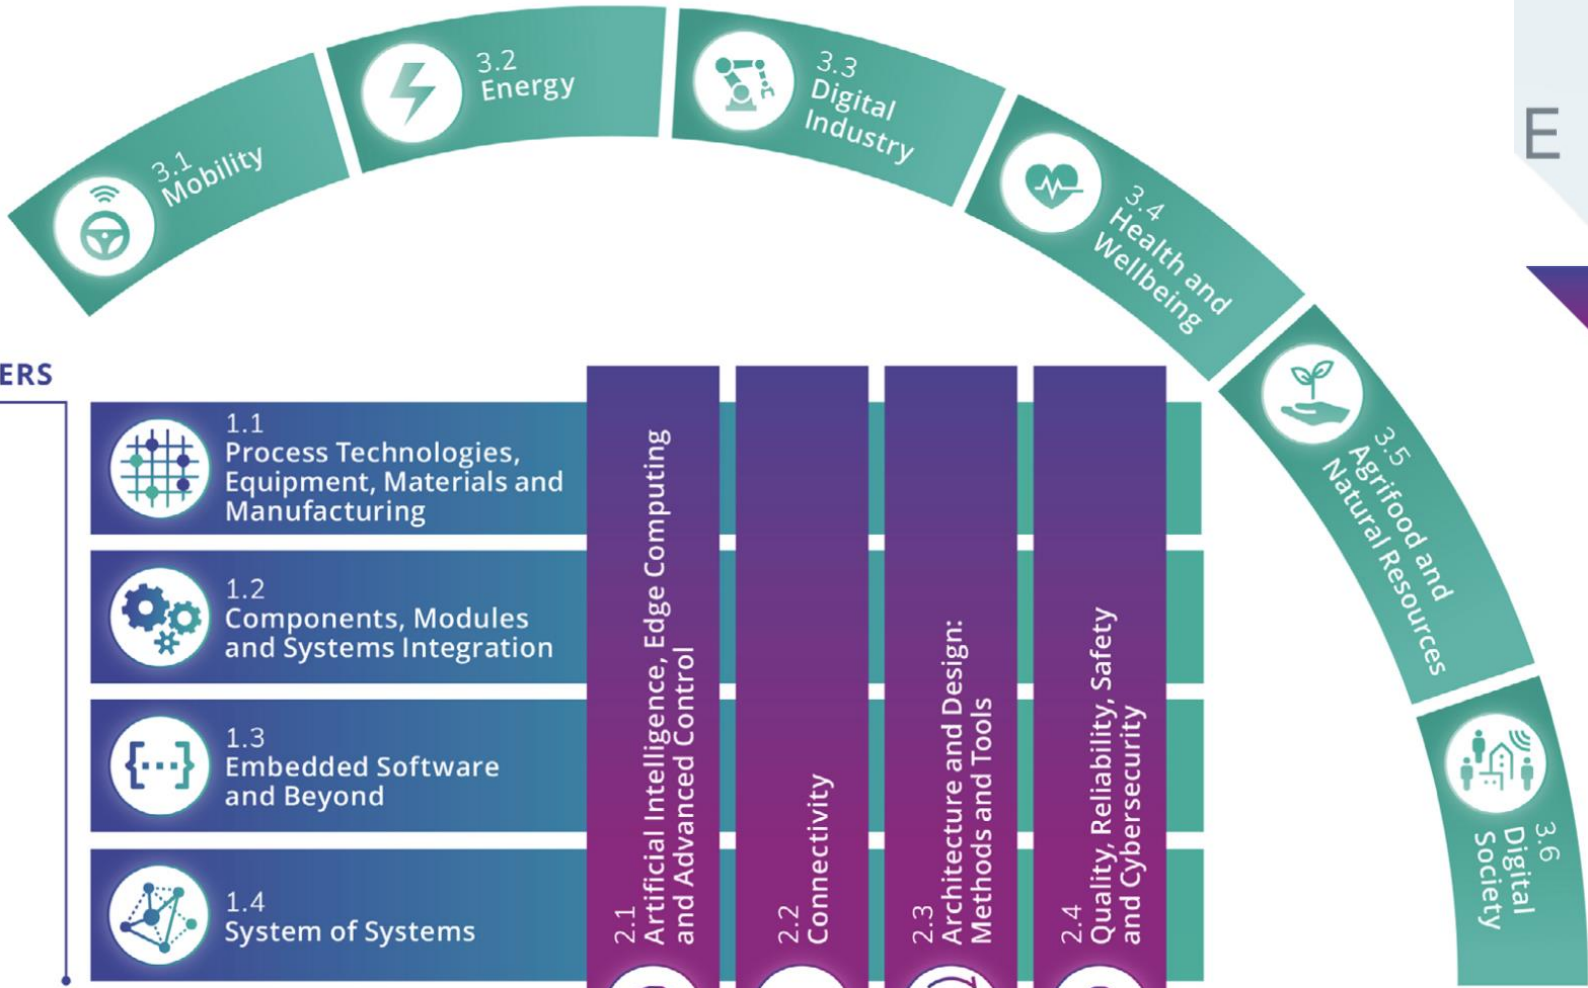 3.1
Mobility
3.2
Energy
3.3
Digital
Industry
3.4
Health and
Wellbeing
3.5
Agrifood and
Natural Resources
3.6
Digital
Society
E
ERS
1.1
Process Technologies,
Equipment, Materials and
Manufacturing
1.2
Components, Modules
and Systems Integration
1.3
Embedded Software
and Beyond
1.4
System of Systems
2.1
Artificial Intelligence, Edge Computing
and Advanced Control
2.2
Connectivity
2.3
Architecture and Design:
Methods and Tools
2.4
Quality, Reliability, Safety
and Cybersecurity